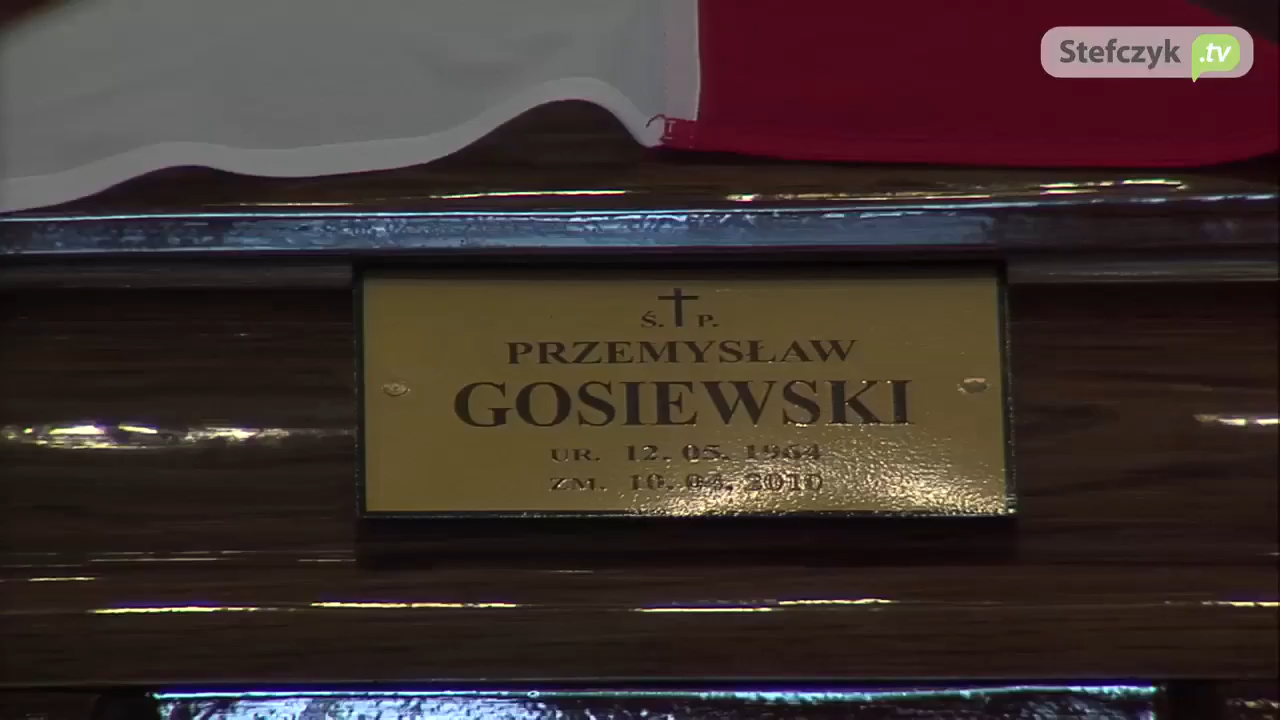 Stefczyk.tv
Ś. P.
PRZEMYSŁAW
GOSIEWSKI
UR. 12. 05. 1964
ZM. 10. 04. 2010